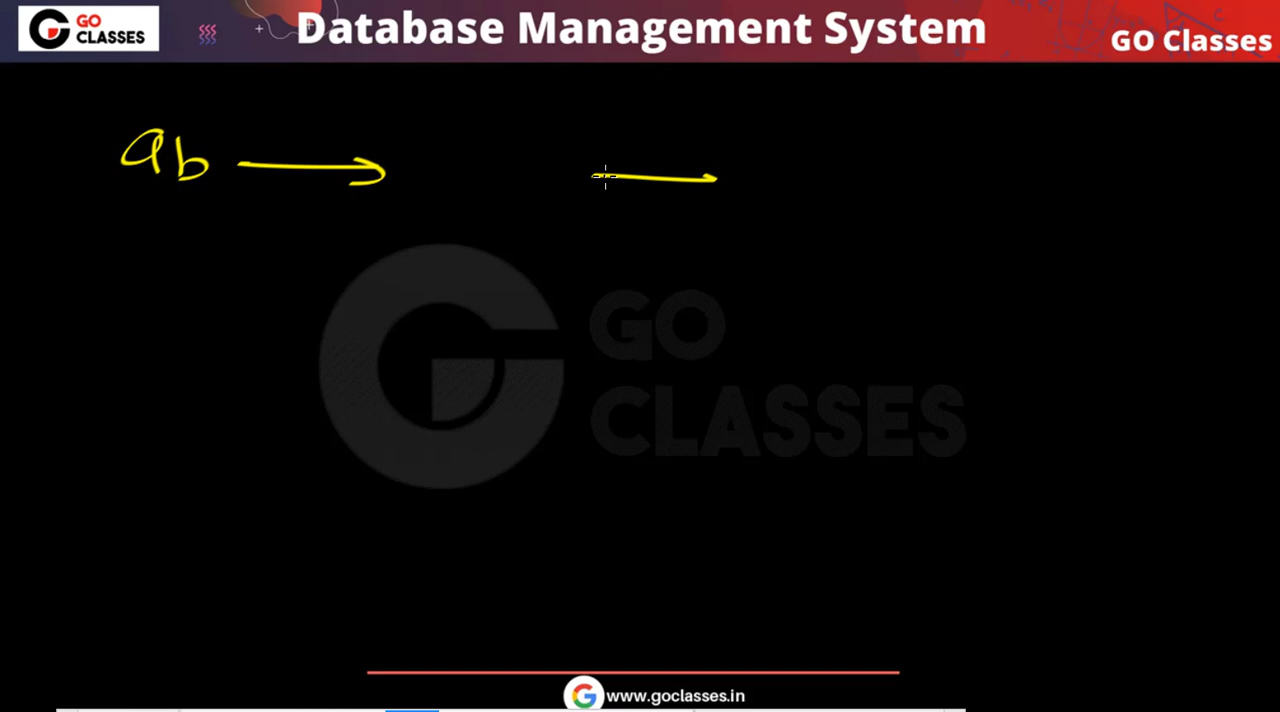 GO CLASSES
Database Management System
GO Classes
ab
GO
CLASSES
www.goclasses.in